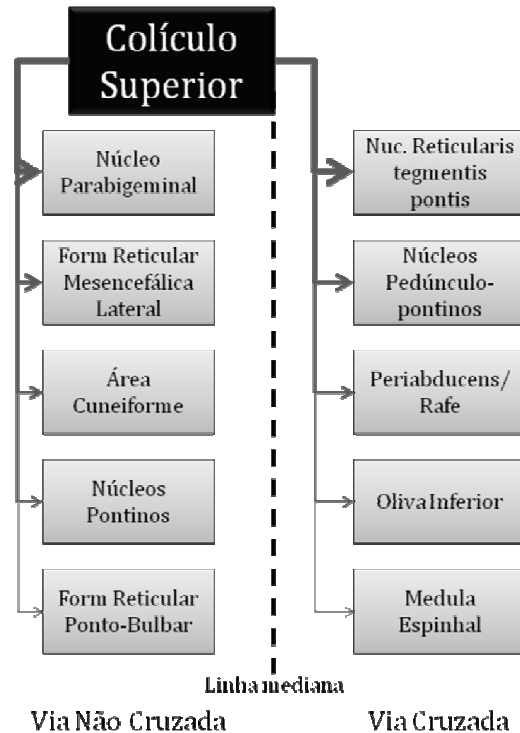 Colículo
Superior
Núcleo
Parabigeminal
Form Reticular
Mesencefálica
Lateral
Área
Cuneiforme
Núcleos
Pontinos
Form Reticular
Ponto-Bulbar
Nuc. Reticularis
tegmentis
pontis
Núcleos
Pedúnculo-
pontinos
Periabducens/
Rafe
Oliva Inferior
Medula
Espinhal
Linha mediana
Via Não Cruzada
Via Cruzada